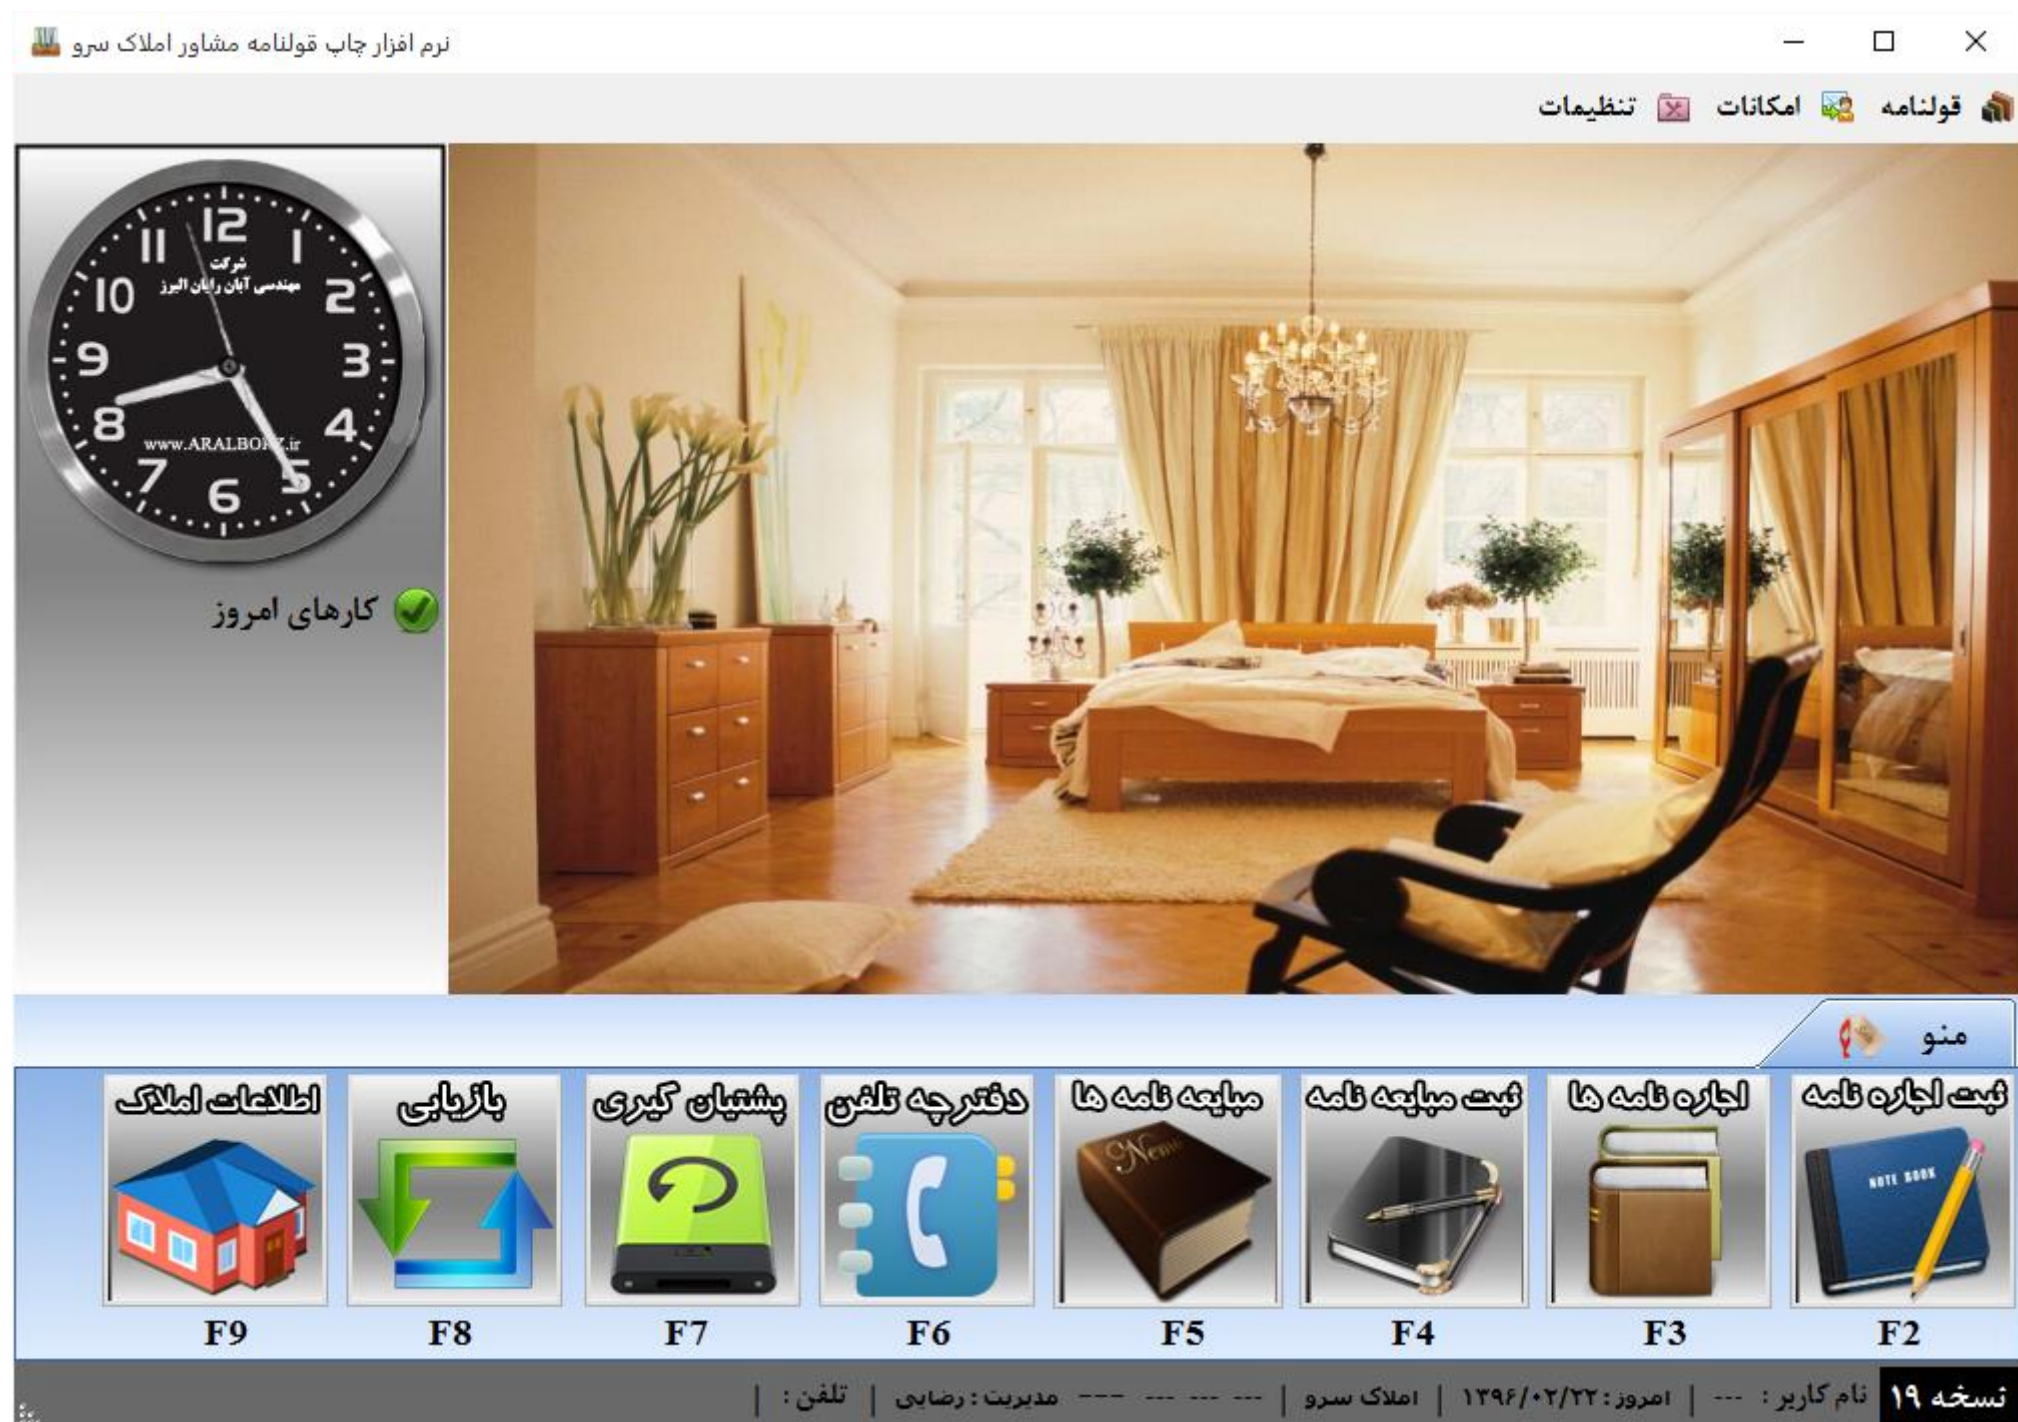 نرم افزار چاپ قولنامه مشاور املاک سرو
قولنامه
امکانات
تنظیمات
12
11
1
شرکت
مهندسی آبان رایان البرز
10
2
9
3
8
4
www.ARALBORZ.ir
7
5
6
کارهای امروز
منو
ثبت اجاره نامه
اجاره نامه ها
ثبت مبایعه نامه
مبایعه نامه ها
دفترچه تلفن
پشتیبان گیری
بازیابی
اطلاعات املاک
NOTE BOOK
F2
F3
F4
F5
F6
F7
F8
F9
نسخه ۱۹
نام کاربر : ---
| امروز : ۱۳۹۶/۰۲/۲۲ | املاک سرو | --- --- --- --- مدیریت : رضایی | تلفن : |